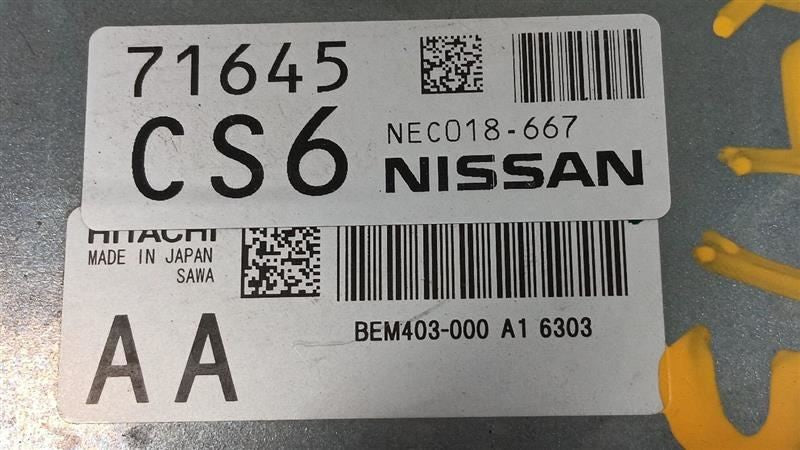 71645
CS6
NEC018-667
NISSAN
HITACHI
MADE IN JAPAN
SAWA
AA
BEM403-000 A1 6303